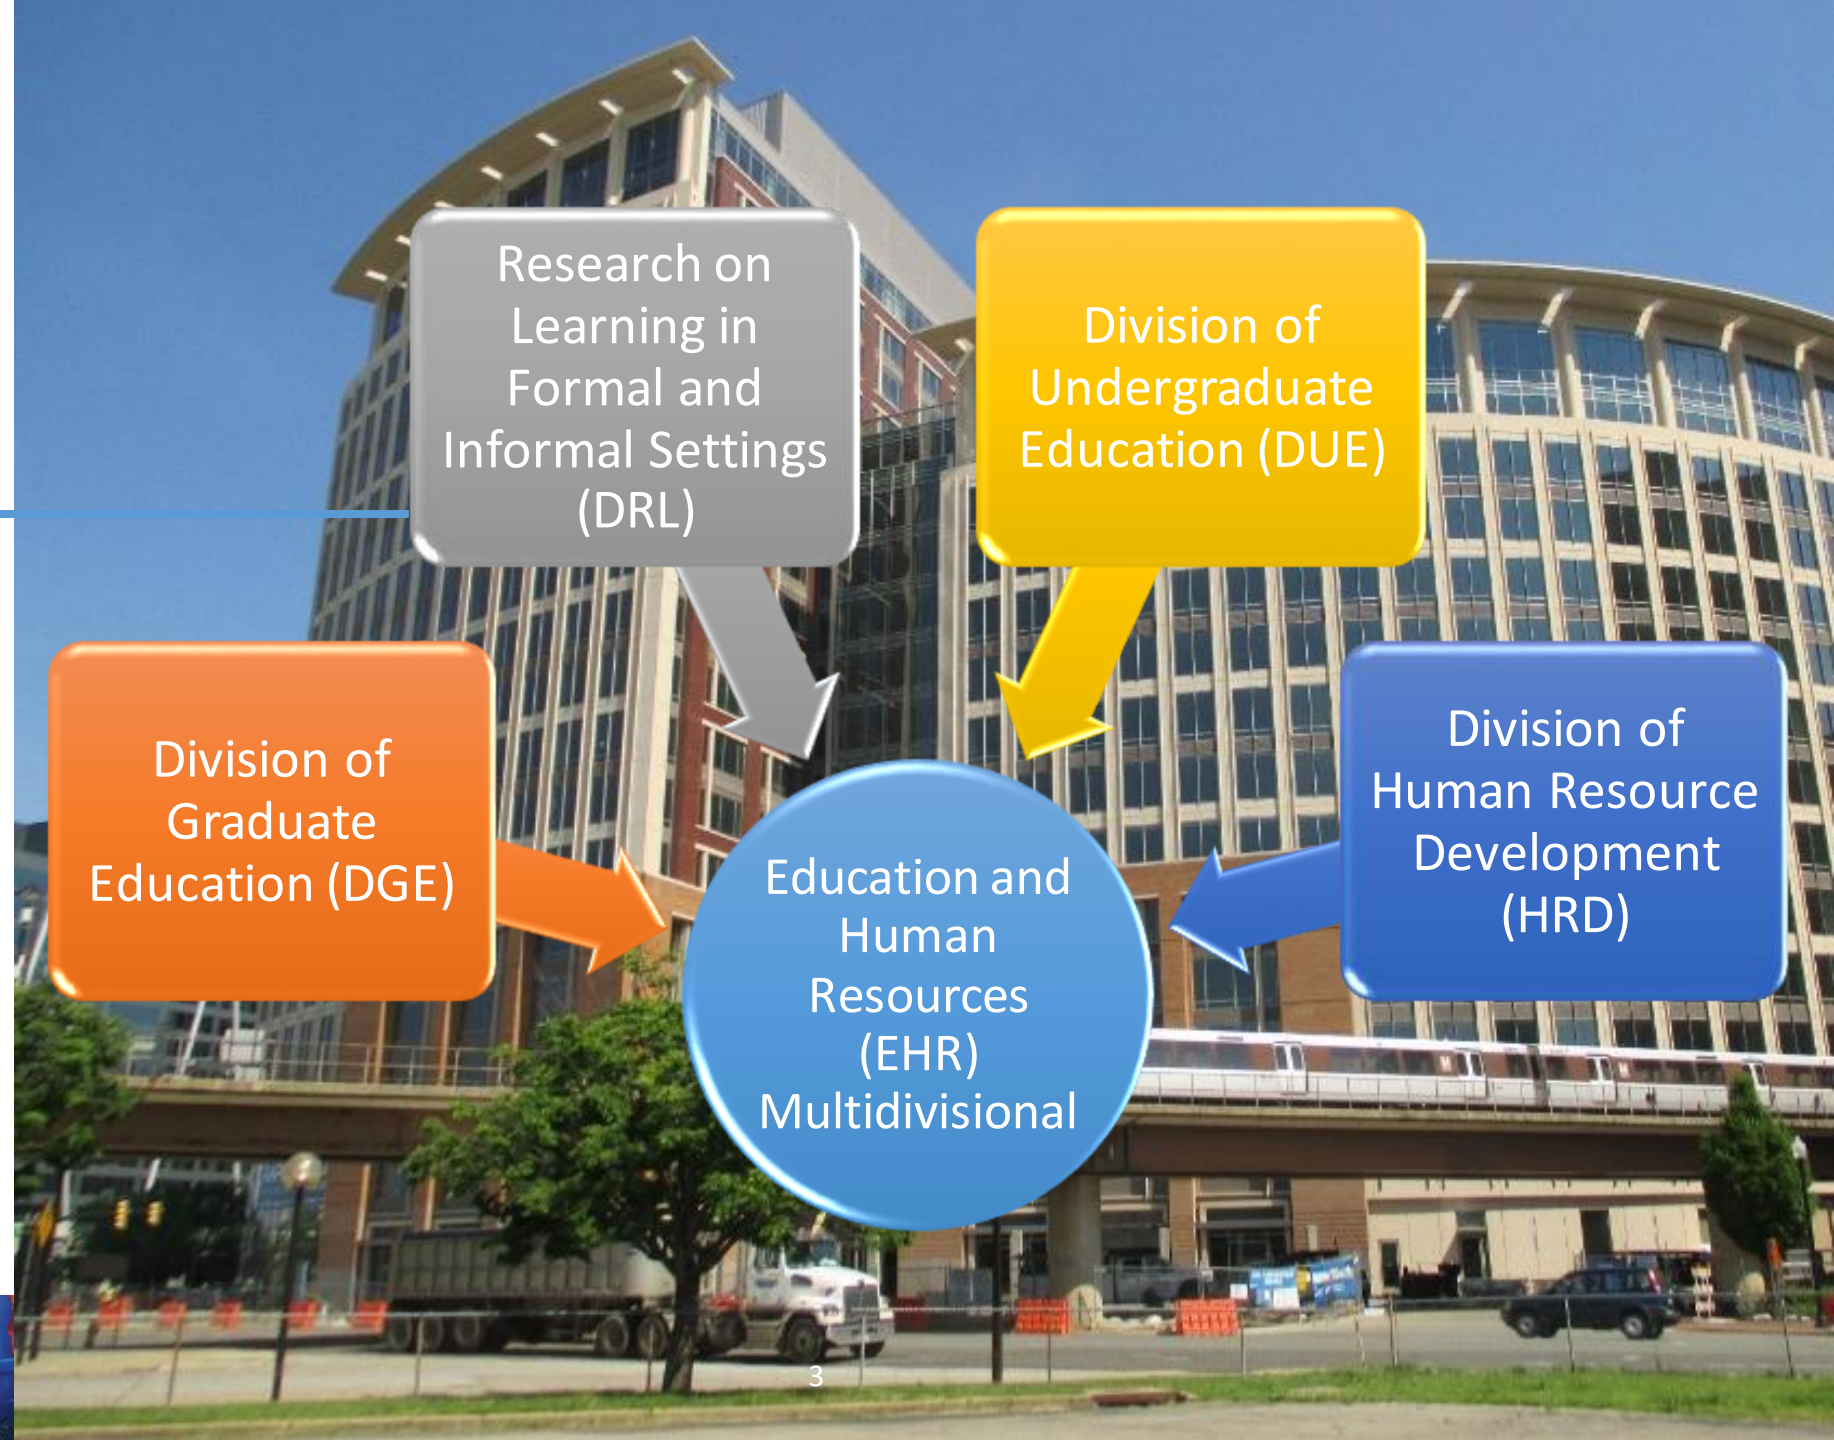 Research on
Learning in
Formal and
Informal Settings
(DRL)
Division of
Undergraduate
Education (DUE)
Division of
Graduate
Education (DGE)
Division of
Human Resource
Development
(HRD)
Education and
Human
Resources
(EHR)
Multidivisional
3